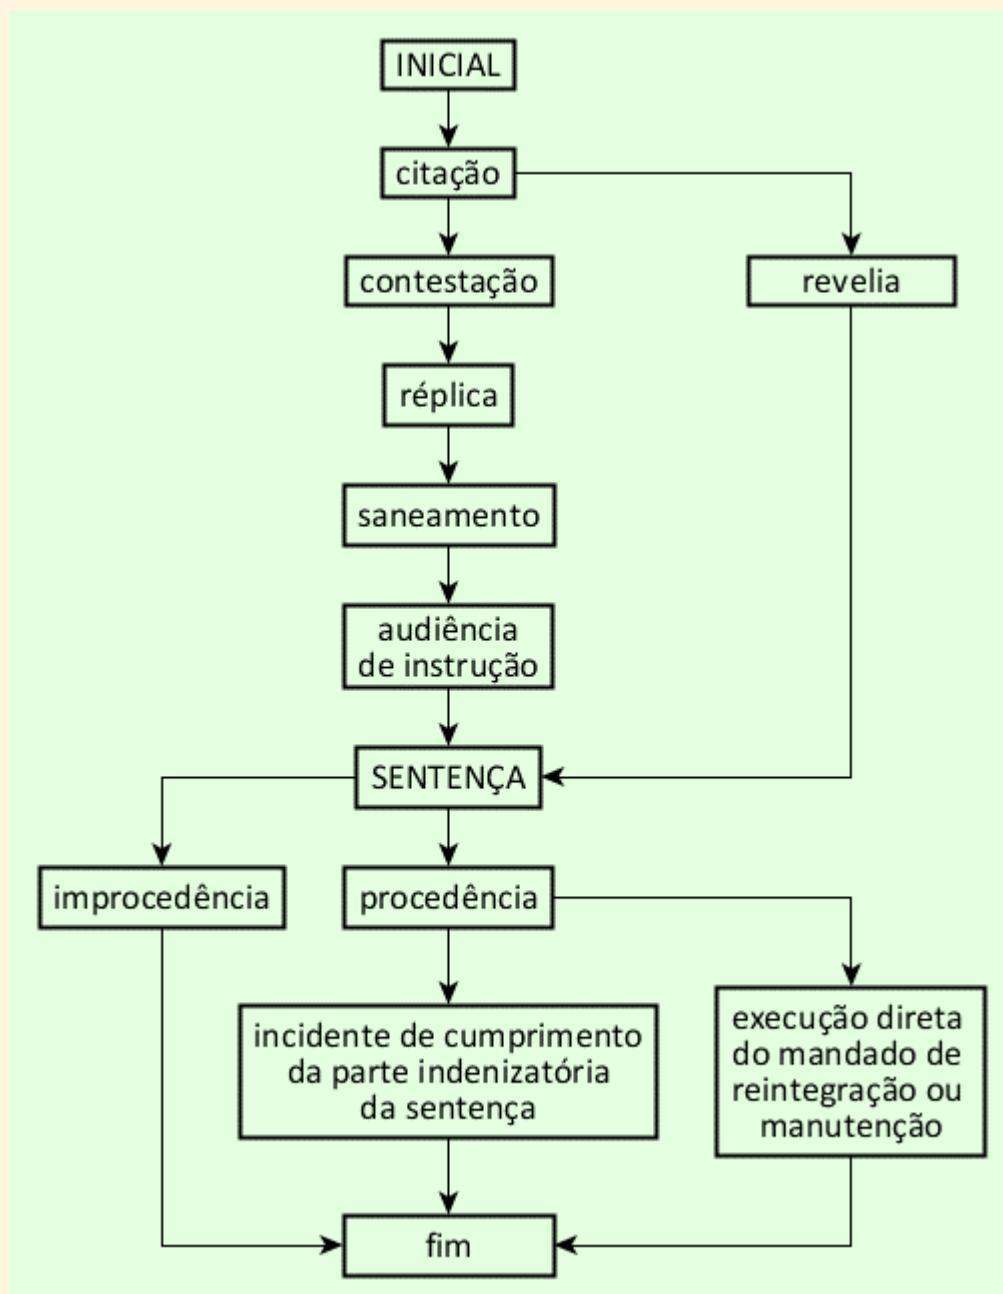 INICIAL
citação
contestação
revelia
réplica
saneamento
audiência
de instrução
SENTENÇA
improcedência
procedência
incidente de cumprimento
da parte indenizatória
da sentença
execução direta
do mandado de
reintegração ou
manutenção
fim